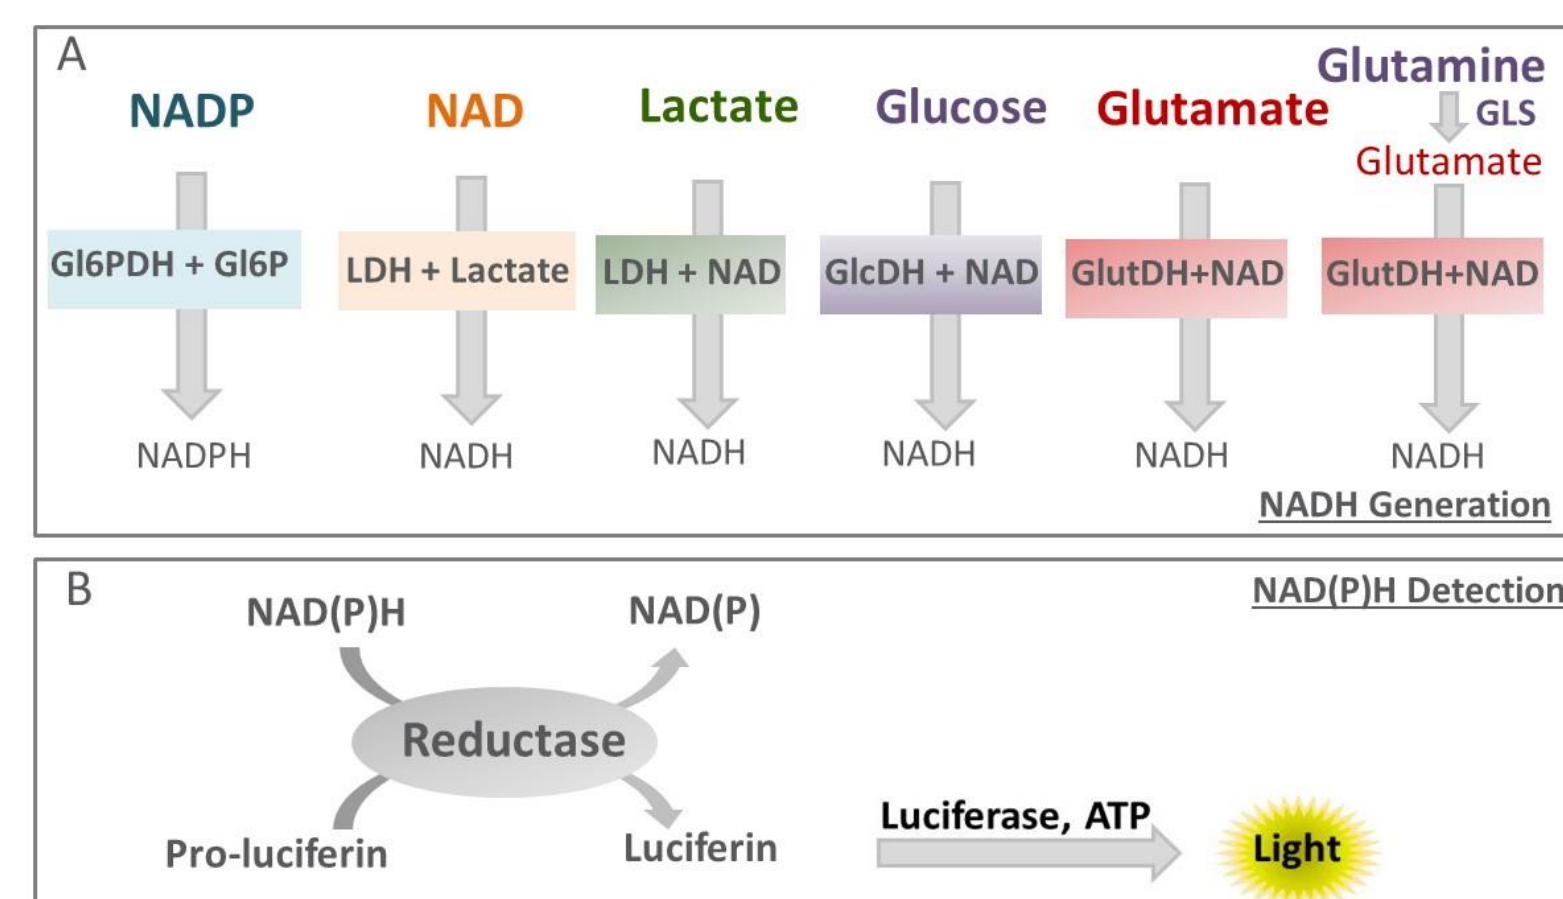 A
NADP
NAD
Lactate
Glucose
Glutamate
Glutamine
GLS
Glutamate
Gl6PDH + Gl6P
LDH + Lactate
LDH + NAD
GlcDH + NAD
GlutDH+NAD
GlutDH+NAD
NADPH
NADH
NADH
NADH
NADH
NADH
NADH Generation
B
NAD(P)H Detection
NAD(P)H
NAD(P)
Reductase
Pro-luciferin
Luciferin
Luciferase, ATP
Light